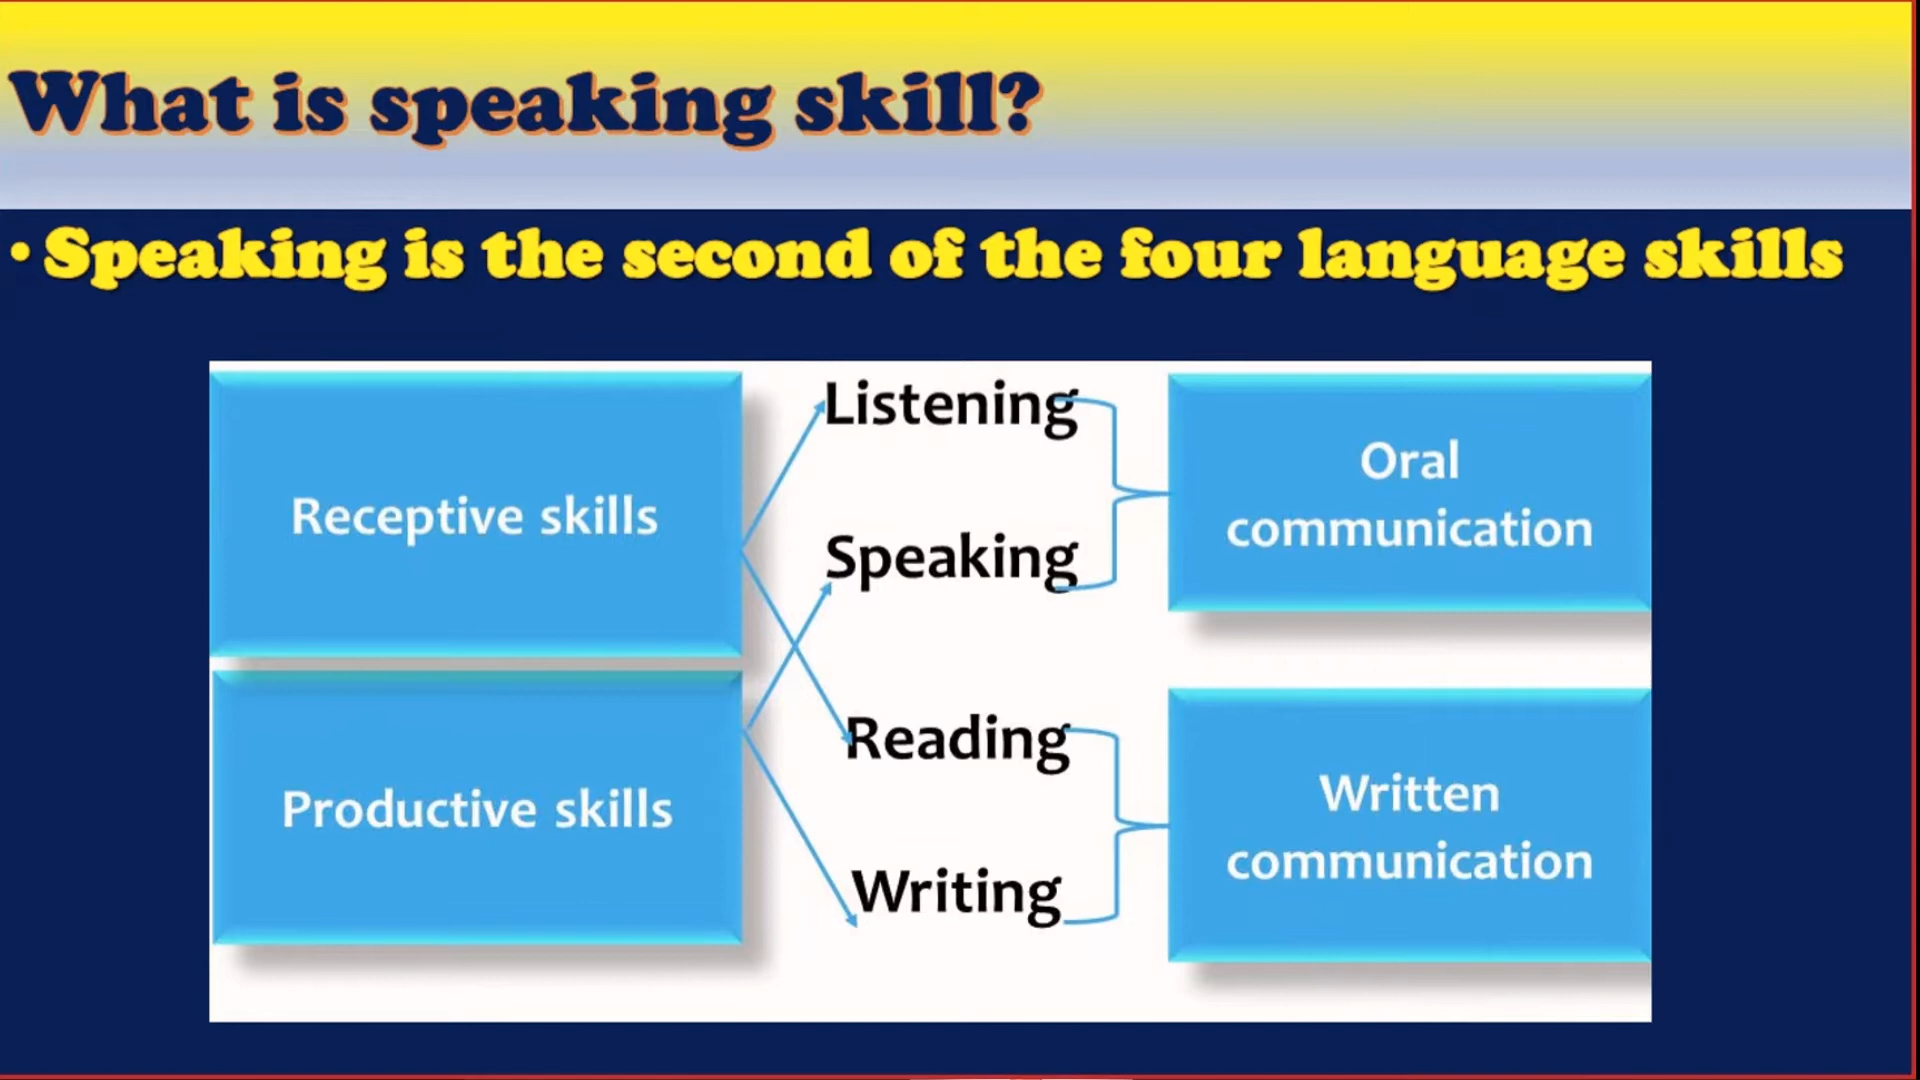 What is speaking skill?
• Speaking is the second of the four language skills
Receptive skills
Productive skills
Listening
Speaking
Reading
Writing
Oral
communication
Written
communication